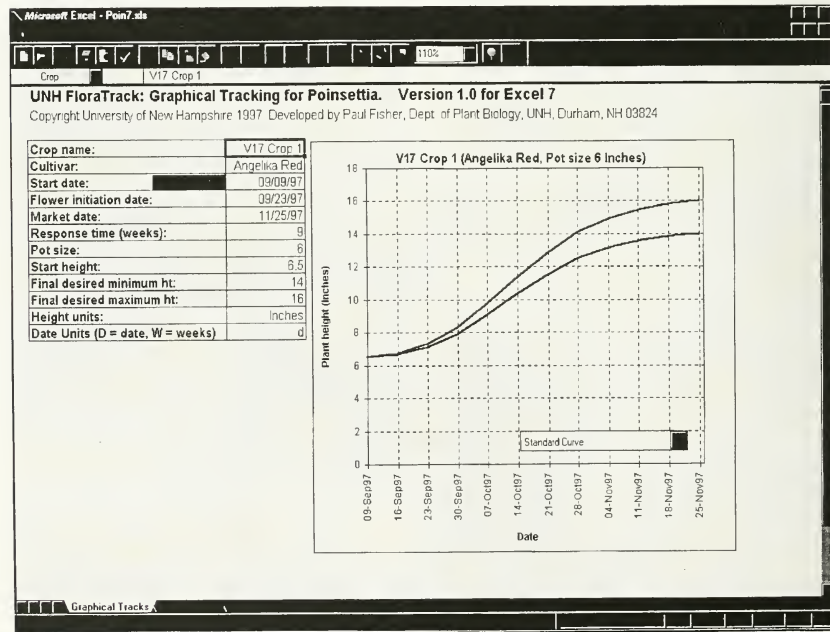 Microsoft Excel - Poin7.xls
110%
Crop V17 Crop 1
UNH FloraTrack: Graphical Tracking for Poinsettia. Version 1.0 for Excel 7
Copyright University of New Hampshire 1997 Developed by Paul Fisher, Dept. of Plant Biology, UNH, Durham, NH 03824
Crop name: V17 Crop 1
Cultivar: Angelika Red
Start date: 09/09/97
Flower initiation date: 09/23/97
Market date: 11/25/97
Response time (weeks): 9
Pot size: 6
Start height: 6.5
Final desired minimum ht: 14
Final desired maximum ht: 16
Height units: Inches
Date Units (D = date, W = weeks) d
V17 Crop 1 (Angelika Red, Pot size 6 Inches)
Plant height (Inches)
18
16
14
12
10
8
6
4
2
0
Standard Curve
09-Sep97
16-Sep97
23-Sep97
30-Sep97
07-Oct97
14-Oct97
21-Oct97
28-Oct97
04-Nov97
11-Nov97
18-Nov97
25-Nov97
Date
Graphical Tracks